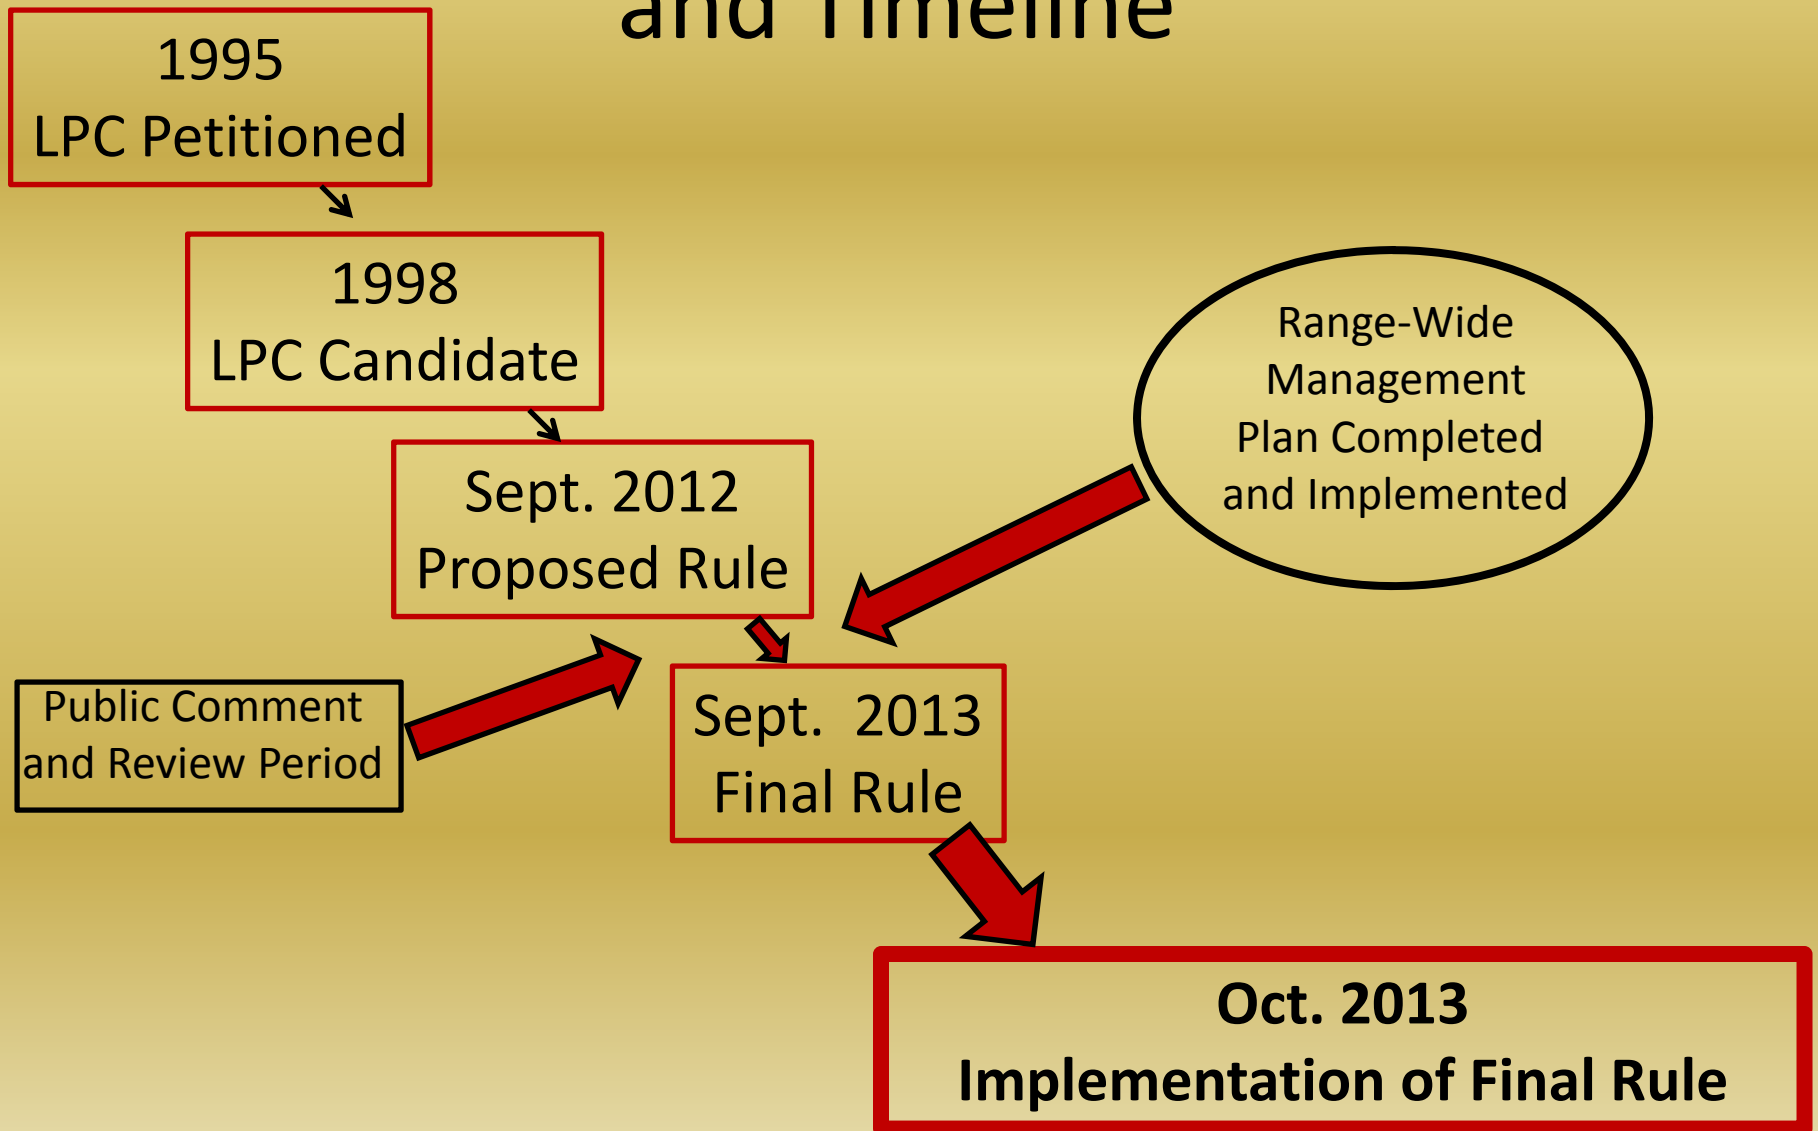 and Timeline
1995
LPC Petitioned
1998
LPC Candidate
Range-Wide
Management
Plan Completed
and Implemented
Sept. 2012
Proposed Rule
Public Comment
and Review Period
Sept.  2013
Final Rule
Oct. 2013
Implementation of Final Rule